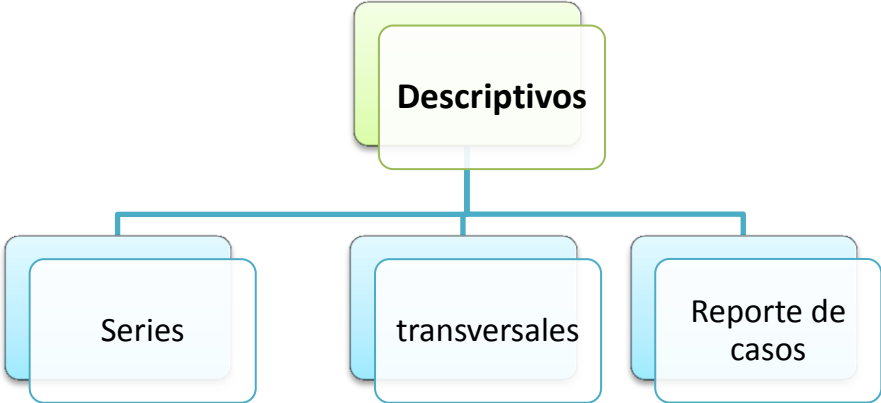 Descriptivos
Series
transversales
Reporte de
casos